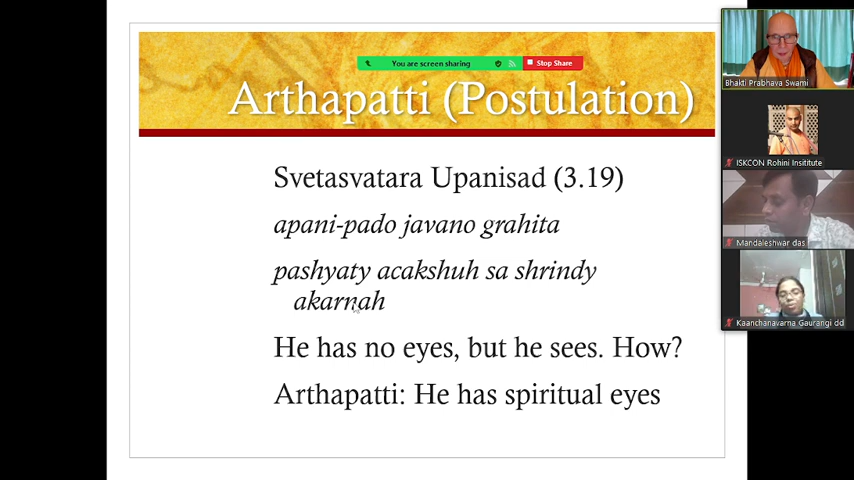 You are screen sharing
Stop Share
Arthapatti (Postulation)
Svetasvatara Upanisad (3.19)
apani-pado javano grahita
pashyaty acakshuh sa shrindy
akarnah
He has no eyes, but he sees. How?
Arthapatti: He has spiritual eyes
Bhakti Prabhava Swami
ISKCON Rohini Insititute
Mandaleshwar das
Kaanchanavarna Gaurangi dd